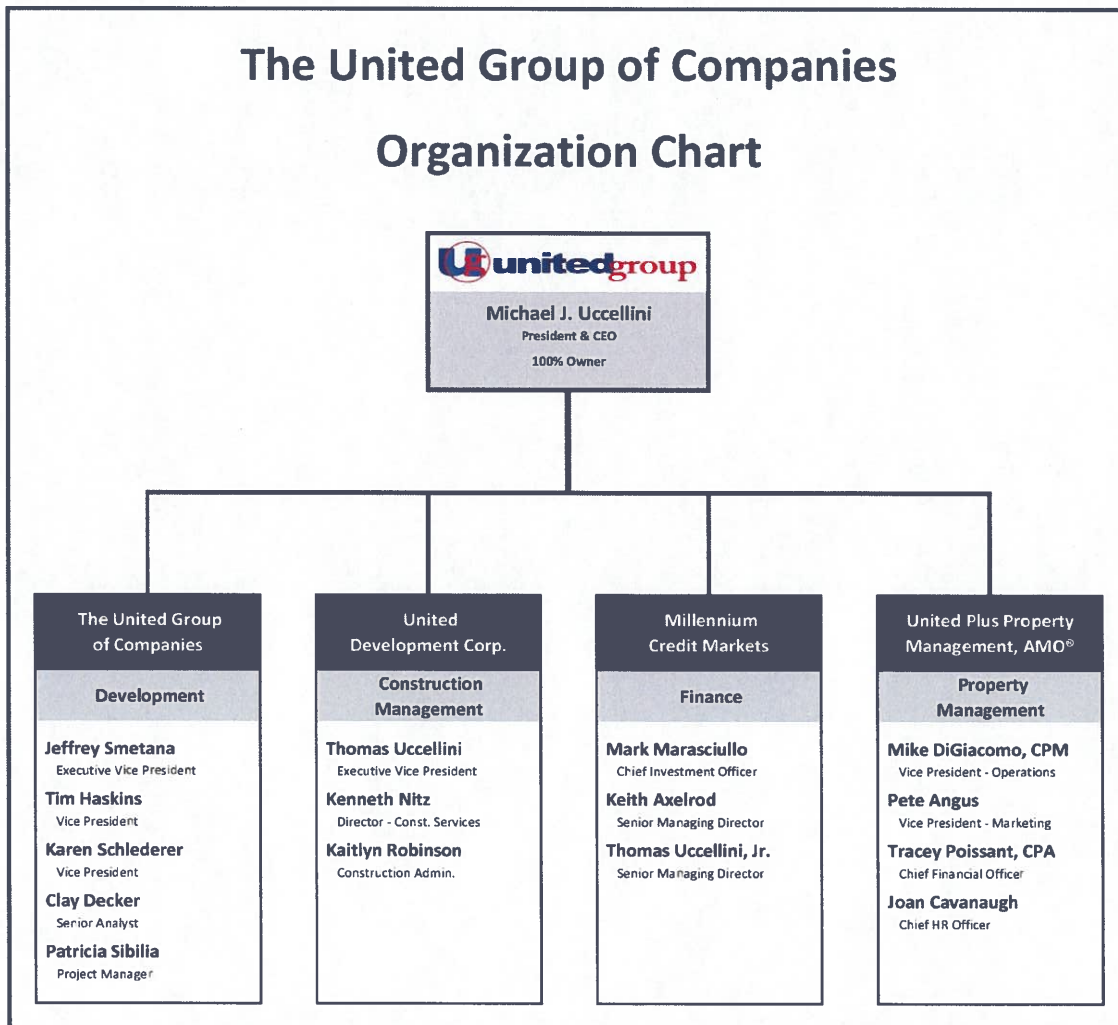 The United Group of Companies
Organization Chart
Ug unitedgroup
Michael J. Uccellini
President & CEO
100% Owner
The United Group
of Companies
Development
Jeffrey Smetana
Executive Vice President
Tim Haskins
Vice President
Karen Schlederer
Vice President
Clay Decker
Senior Analyst
Patricia Sibilia
Project Manager
United
Development Corp.
Construction
Management
Thomas Uccellini
Executive Vice President
Kenneth Nitz
Director - Const. Services
Kaitlyn Robinson
Construction Admin.
Millennium
Credit Markets
Finance
Mark Marasciullo
Chief Investment Officer
Keith Axelrod
Senior Managing Director
Thomas Uccellini, Jr.
Senior Managing Director
United Plus Property
Management, AMO®
Property
Management
Mike DiGiacomo, CPM
Vice President - Operations
Pete Angus
Vice President - Marketing
Tracey Poissant, CPA
Chief Financial Officer
Joan Cavanaugh
Chief HR Officer